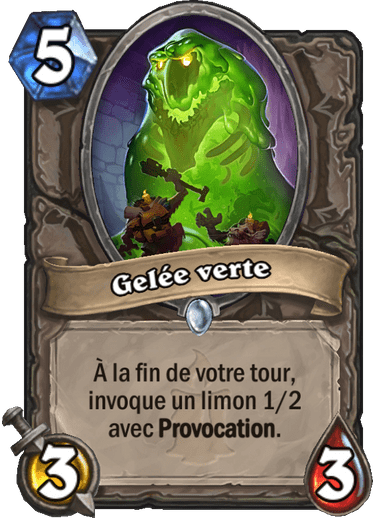 5
Gelée verte
À la fin de votre tour,
invoque un limon 1/2
avec Provocation.
3
3